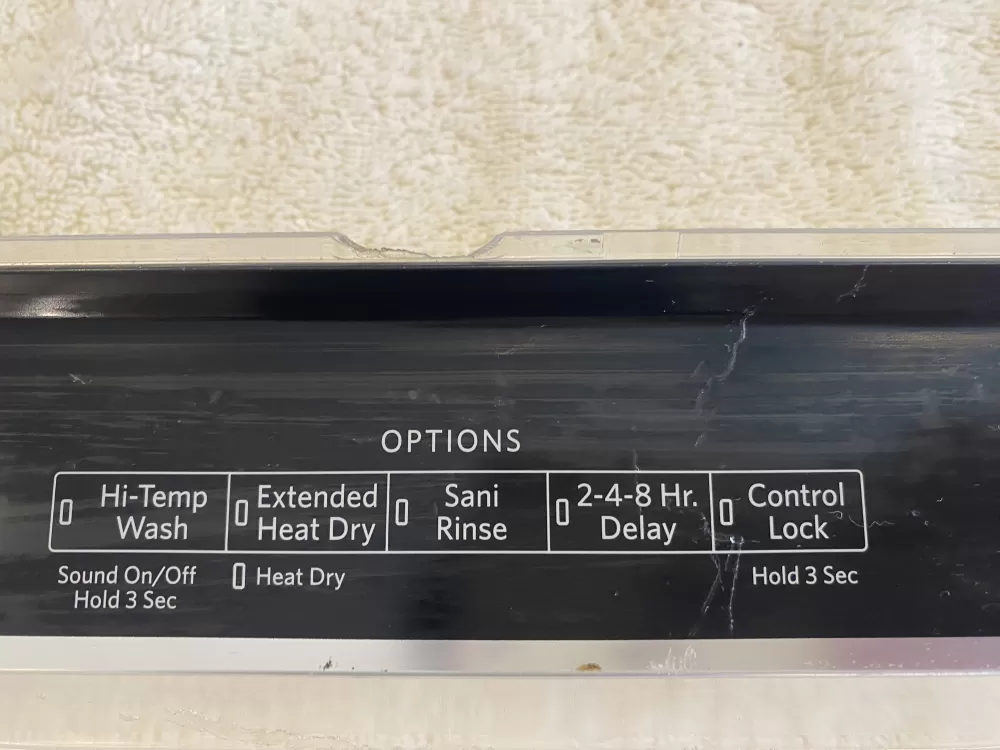 OPTIONS
Hi-Temp Wash
Extended Heat Dry
Sani Rinse
2-4-8 Hr. Delay
Control Lock
Sound On/Off
Hold 3 Sec
Heat Dry
Hold 3 Sec